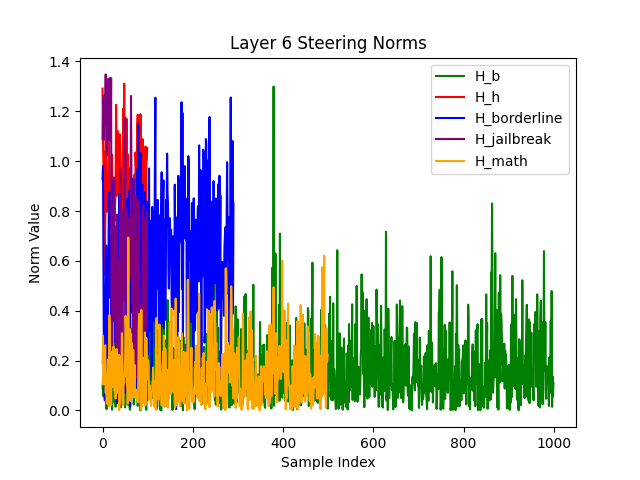 Layer 6 Steering Norms
Norm Value
1.4
1.2
1.0
0.8
0.6
0.4
0.2
0.0
H_b
H_h
H_borderline
H_jailbreak
H_math
0
200
400
600
800
1000
Sample Index